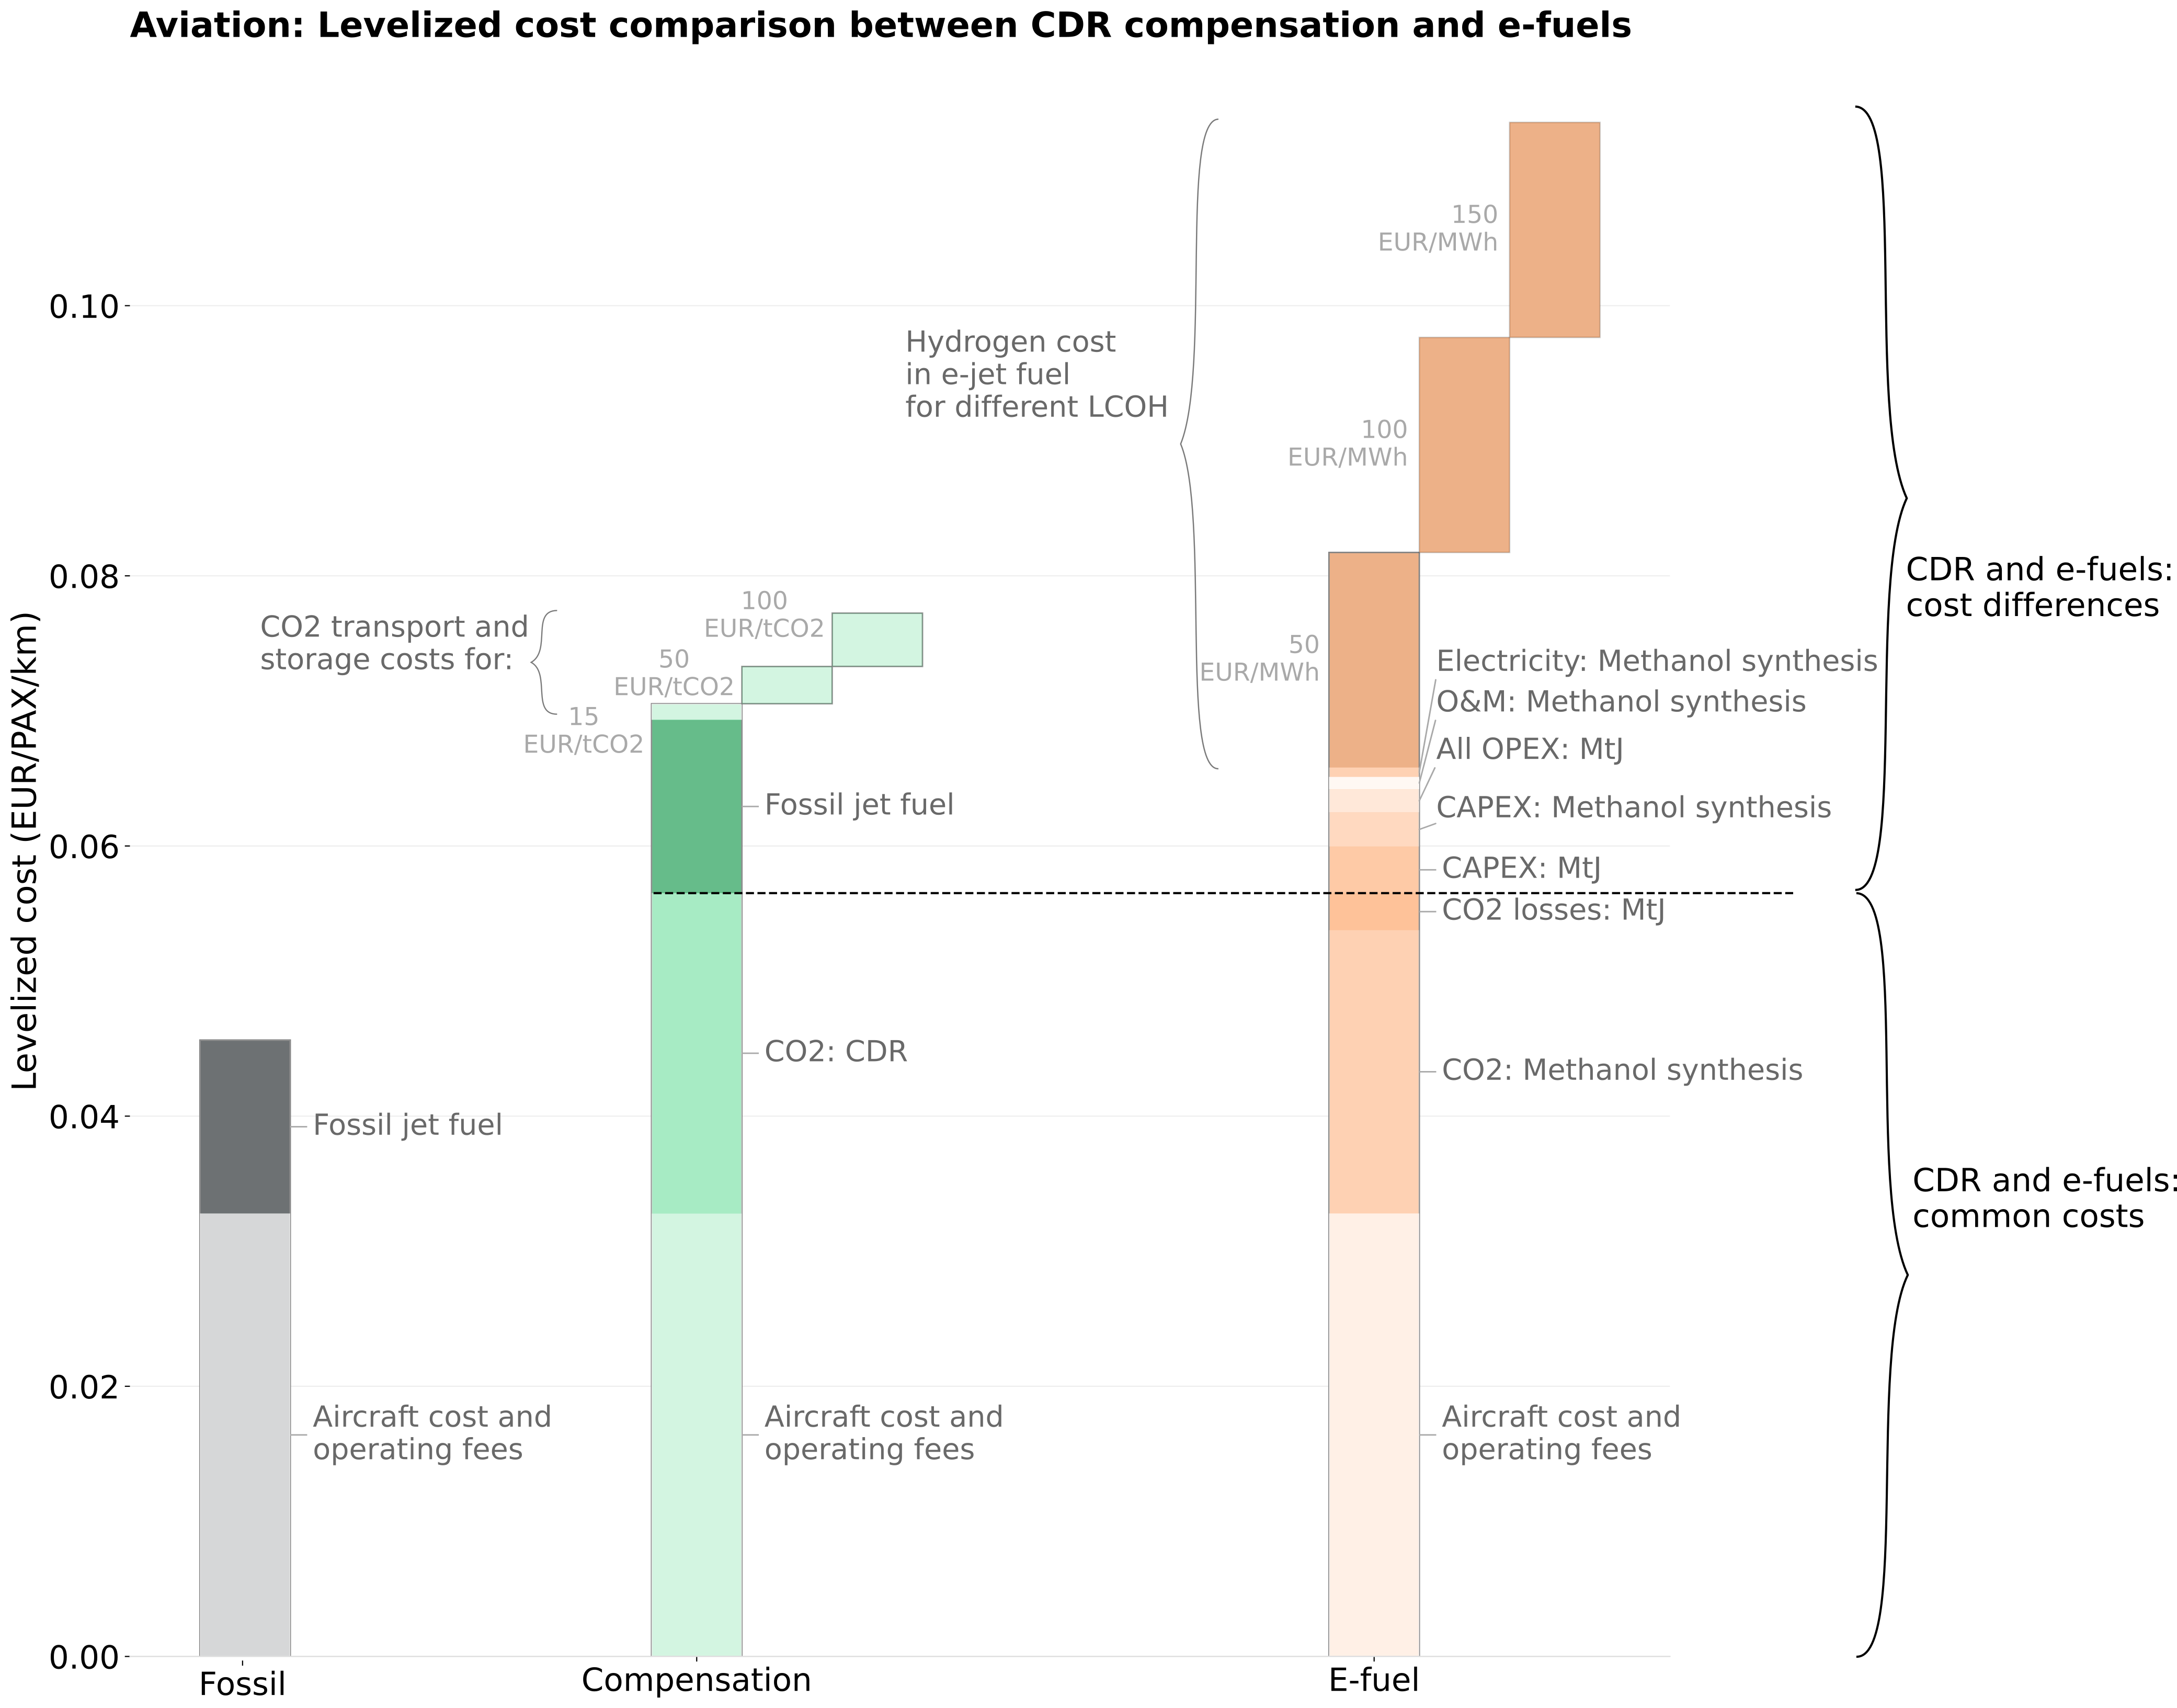 Aviation: Levelized cost comparison between CDR compensation and e-fuels
Levelized cost (EUR/PAX/km)
0.10
0.08
0.06
0.04
0.02
0.00
Fossil
Compensation
E-fuel
Fossil jet fuel
Aircraft cost and
operating fees
CO2 transport and
storage costs for:
15
EUR/tCO2
50
EUR/tCO2
100
EUR/tCO2
Fossil jet fuel
CO2: CDR
Aircraft cost and
operating fees
Hydrogen cost
in e-jet fuel
for different LCOH
150
EUR/MWh
100
EUR/MWh
50
EUR/MWh
Electricity: Methanol synthesis
O&M: Methanol synthesis
All OPEX: MtJ
CAPEX: Methanol synthesis
CAPEX: MtJ
CO2 losses: MtJ
CO2: Methanol synthesis
Aircraft cost and
operating fees
CDR and e-fuels:
cost differences
CDR and e-fuels:
common costs